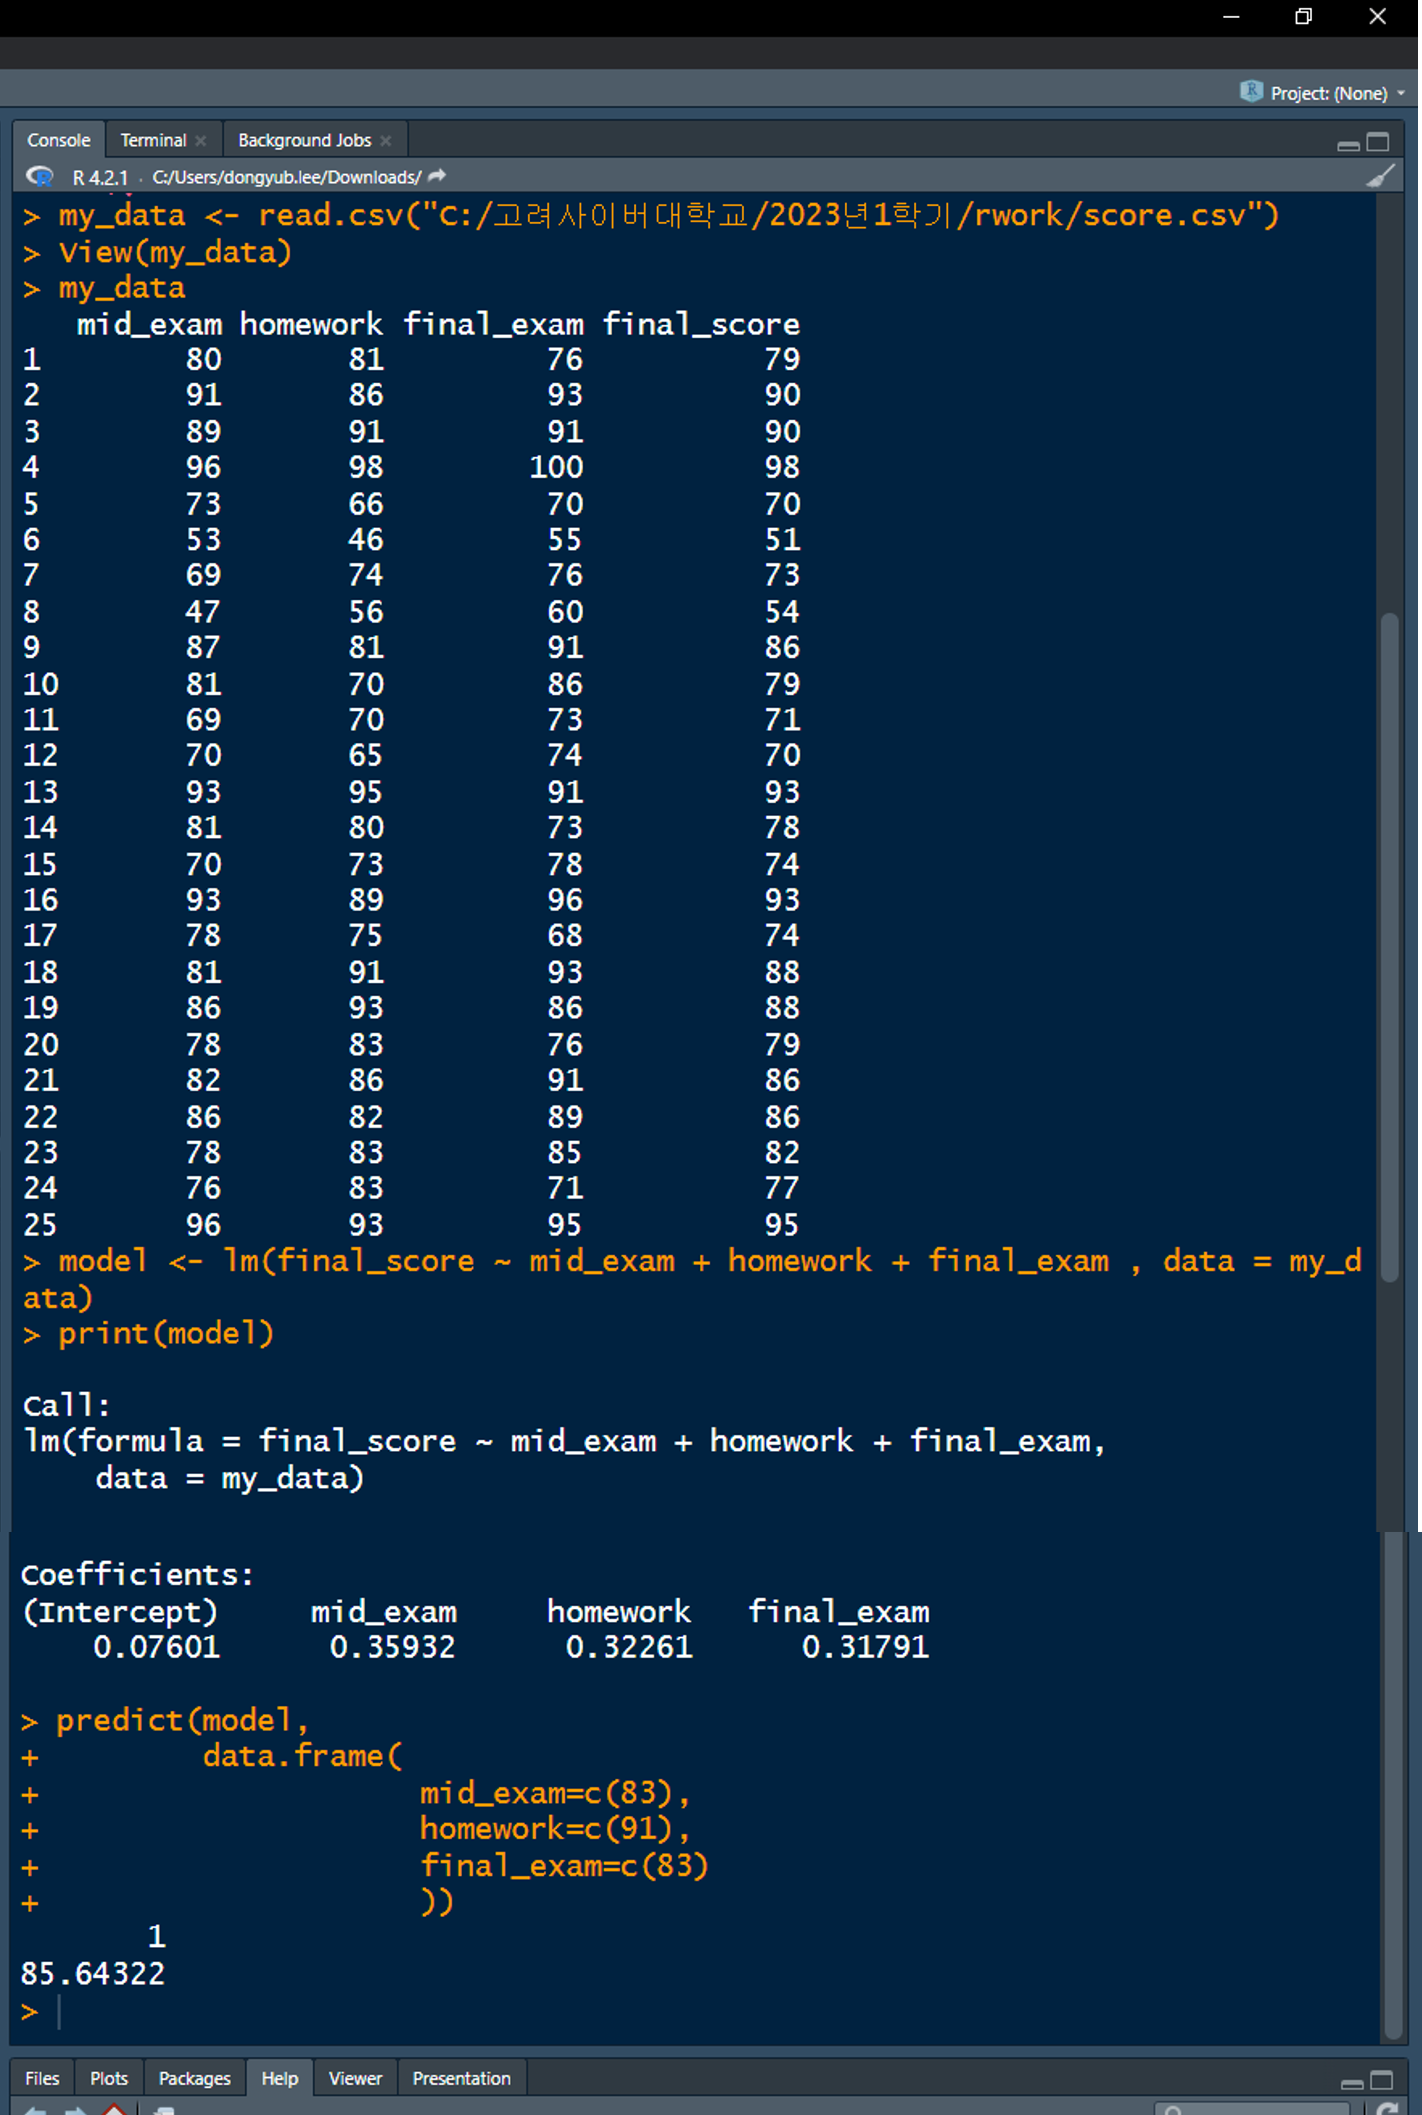 Project: (None)
Console Terminal Background Jobs
R 4.2.1 · C:/Users/dongyub.lee/Downloads/
> my_data <- read.csv("C:/고려사이버대학교/2023년1학기/rwork/score.csv")
> View(my_data)
> my_data
   mid_exam homework final_exam final_score
1        80       81         76          79
2        91       86         93          90
3        89       91         91          90
4        96       98        100          98
5        73       66         70          70
6        53       46         55          51
7        69       74         76          73
8        47       56         60          54
9        87       81         91          86
10       81       70         86          79
11       69       70         73          71
12       70       65         74          70
13       93       95         91          93
14       81       80         73          78
15       70       73         78          74
16       93       89         96          93
17       78       75         68          74
18       81       91         93          88
19       86       93         86          88
20       78       83         76          79
21       82       86         91          86
22       86       82         89          86
23       78       83         85          82
24       76       83         71          77
25       96       93         95          95
> model <- lm(final_score ~ mid_exam + homework + final_exam , data = my_d
ata)
> print(model)
Call:
lm(formula = final_score ~ mid_exam + homework + final_exam,
    data = my_data)
Coefficients:
(Intercept)     mid_exam     homework   final_exam
    0.07601      0.35932      0.32261      0.31791
> predict(model,
+         data.frame(
+                     mid_exam=c(83),
+                     homework=c(91),
+                     final_exam=c(83)
+                     ))
       1
85.64322
>
Files Plots Packages Help Viewer Presentation